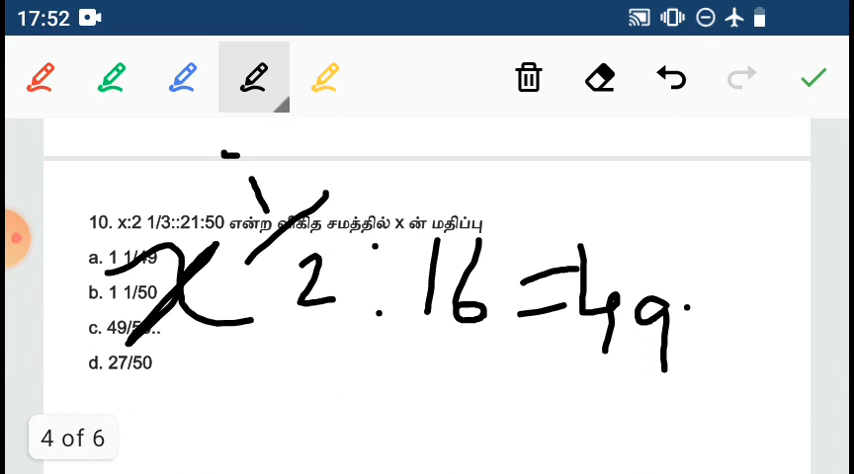 17:52
10. x:2 1/3::21:50 என்ற விகித சமத்தில் x ன் மதிப்பு
a. 1 1/49
b. 1 1/50
c. 49/50..
d. 27/50
x 2 : 16 = 49.
4 of 6